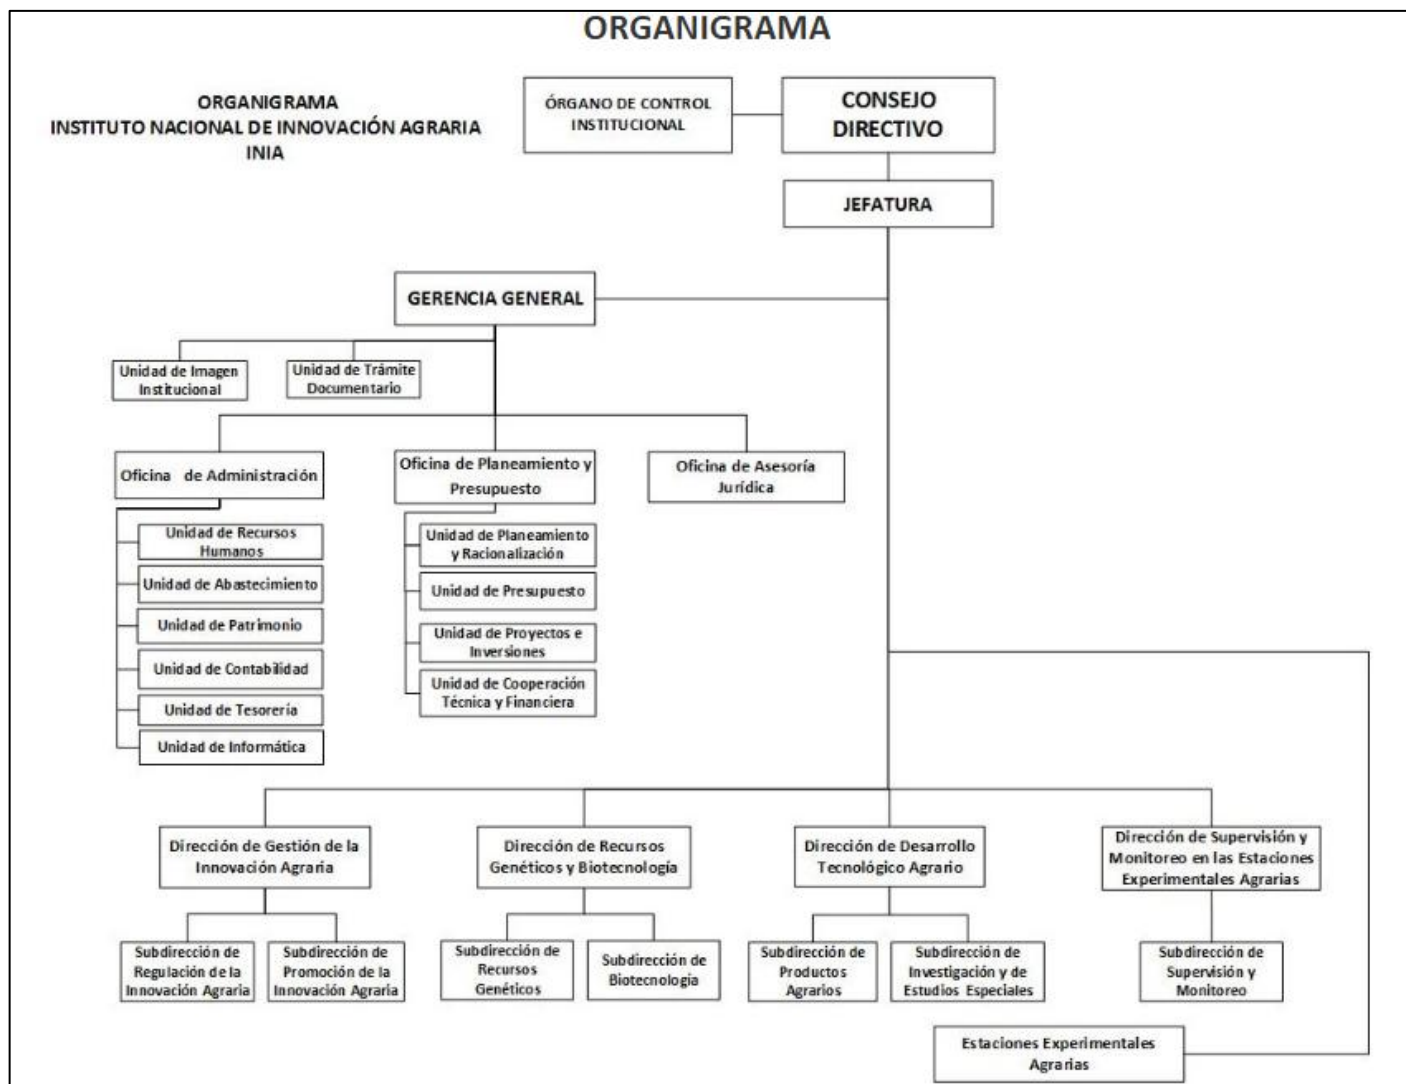 ORGANIGRAMA
ORGANIGRAMA
INSTITUTO NACIONAL DE INNOVACIÓN AGRARIA
INIA
ÓRGANO DE CONTROL
INSTITUCIONAL
CONSEJO
DIRECTIVO
JEFATURA
GERENCIA GENERAL
Unidad de Imagen
Institucional
Unidad de Trámite
Documentario
Oficina de Administración
Oficina de Planeamiento y
Presupuesto
Oficina de Asesoría
Jurídica
Unidad de Recursos
Humanos
Unidad de Abastecimiento
Unidad de Patrimonio
Unidad de Contabilidad
Unidad de Tesorería
Unidad de Informática
Unidad de Planeamiento
y Racionalización
Unidad de Presupuesto
Unidad de Proyectos e
Inversiones
Unidad de Cooperación
Técnica y Financiera
Dirección de Gestión de la
Innovación Agraria
Dirección de Recursos
Genéticos y Biotecnología
Dirección de Desarrollo
Tecnológico Agrario
Dirección de Supervisión y
Monitoreo en las Estaciones
Experimentales Agrarias
Subdirección de
Regulación de la
Innovación Agraria
Subdirección de
Promoción de la
Innovación Agraria
Subdirección de
Recursos
Genéticos
Subdirección de
Biotecnología
Subdirección de
Productos
Agrarios
Subdirección de
Investigación y de
Estudios Especiales
Subdirección de
Supervisión y
Monitoreo
Estaciones Experimentales
Agrarias